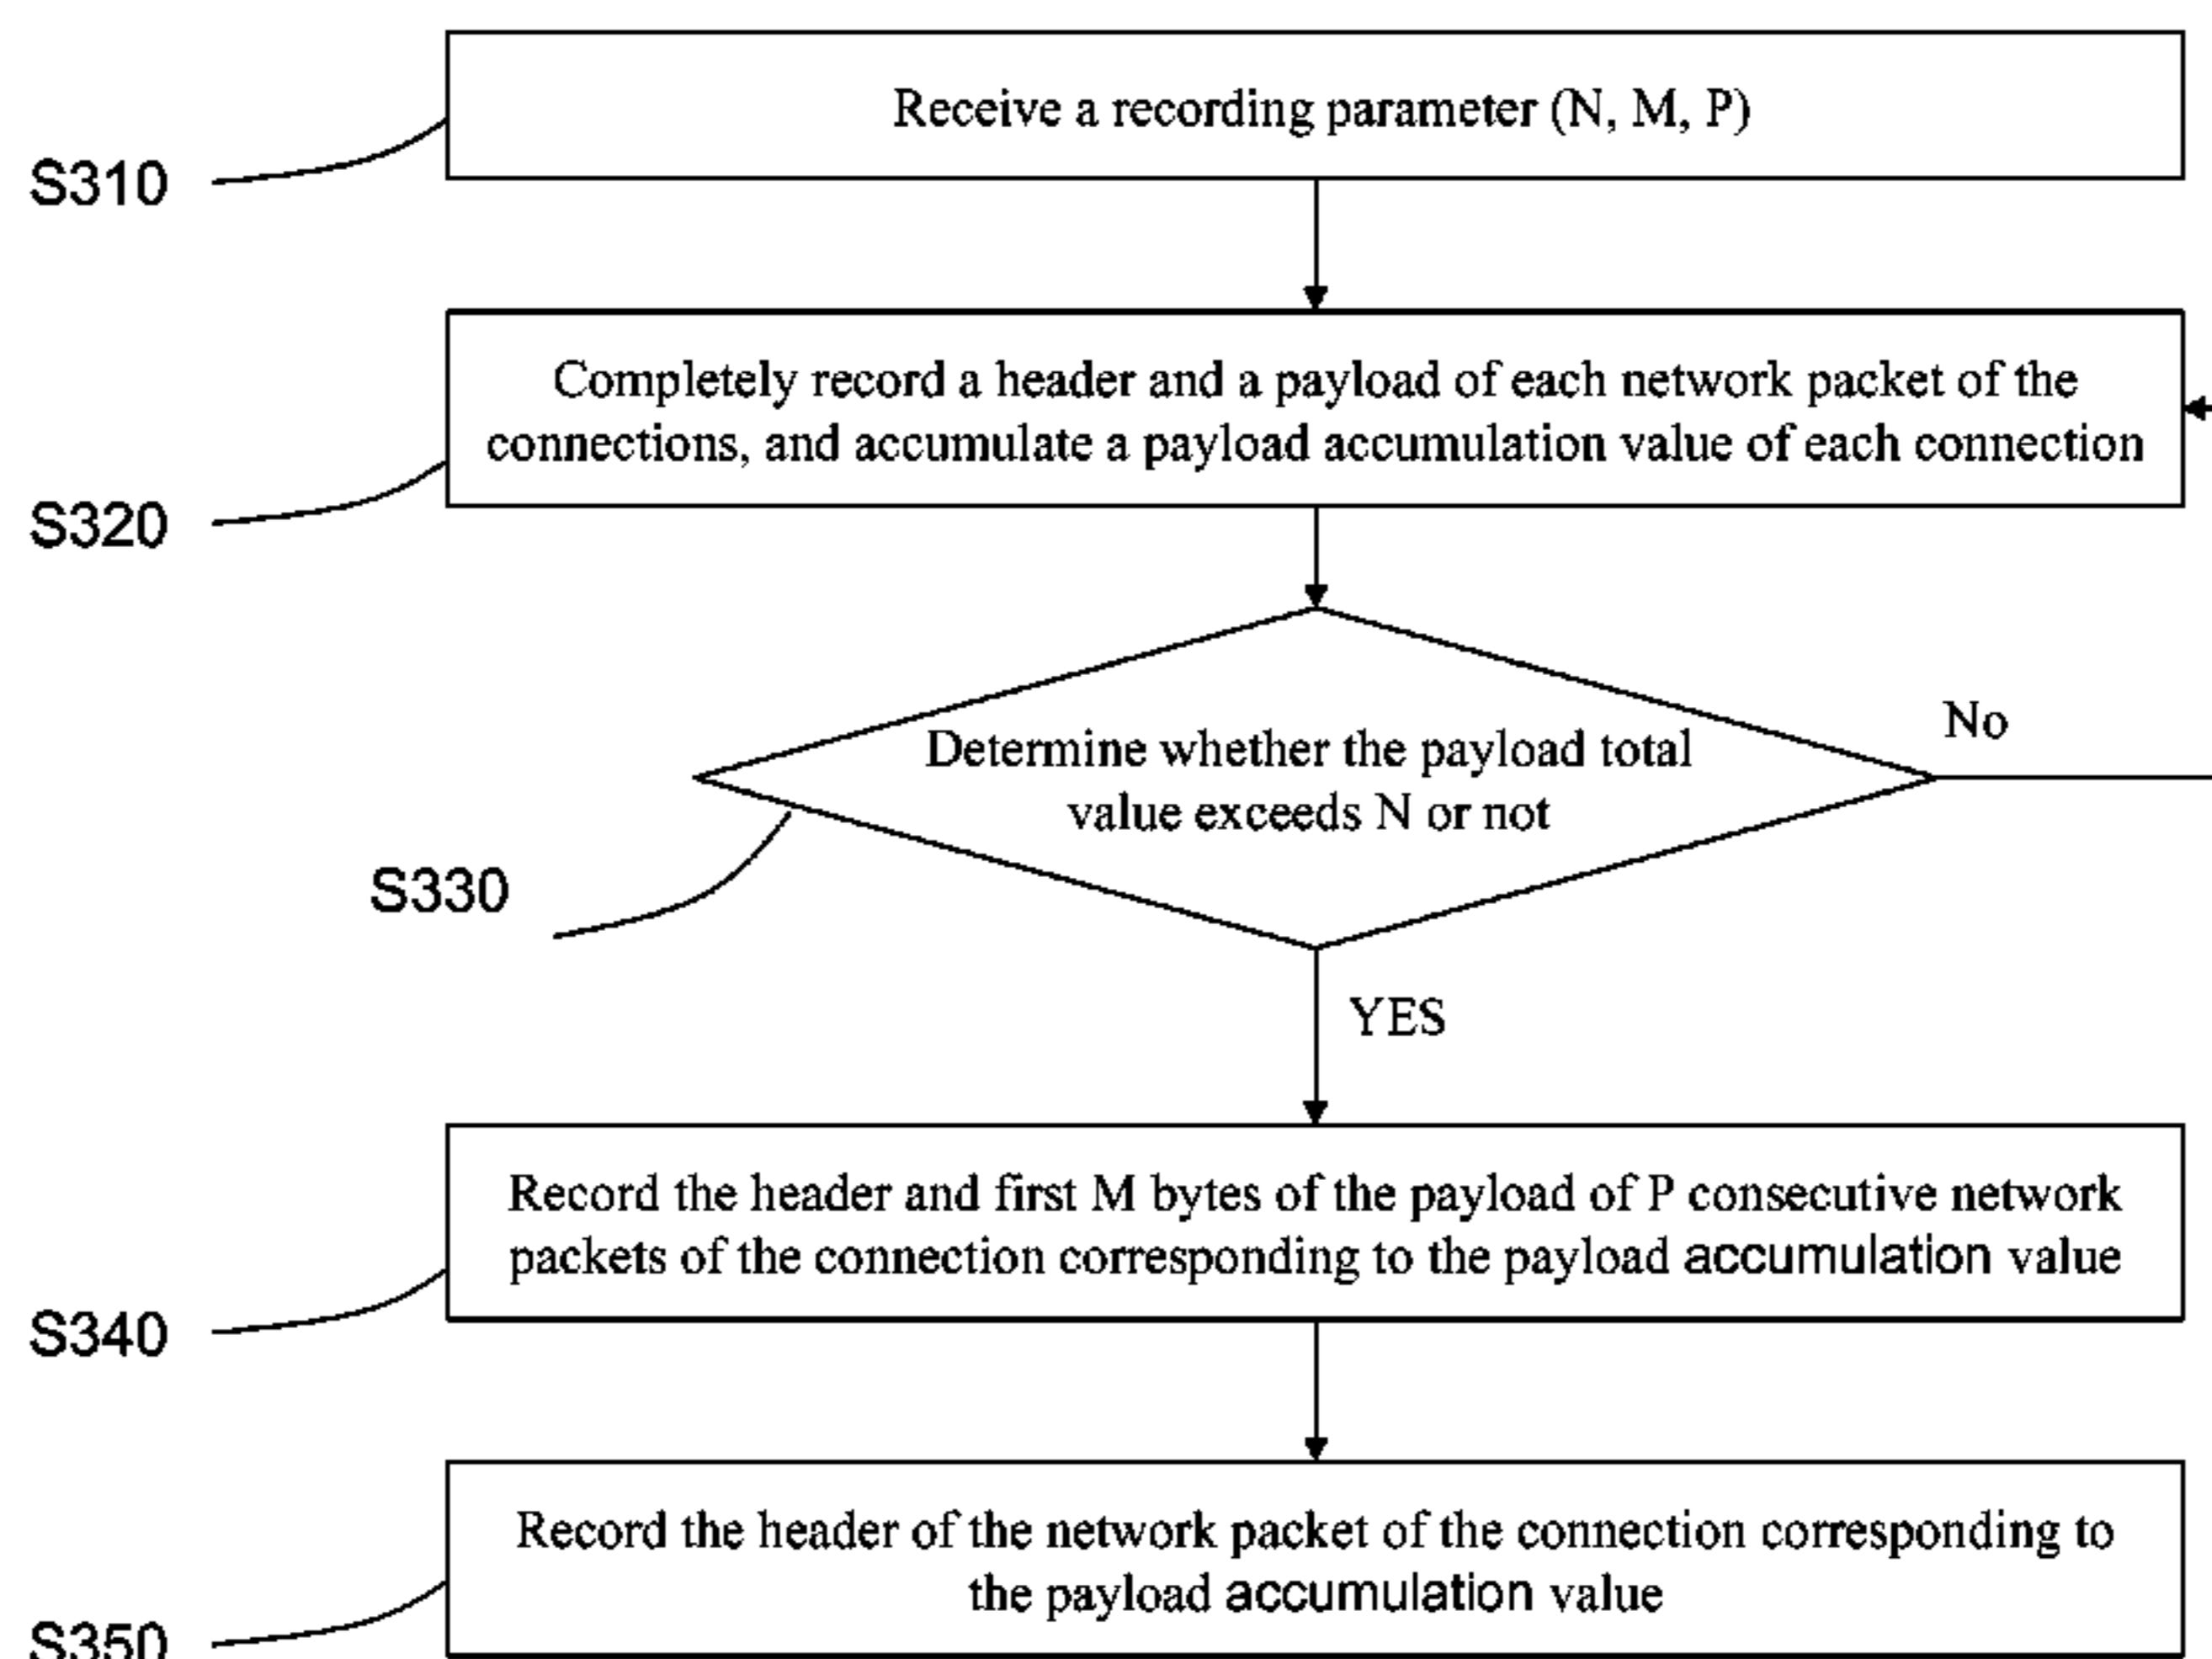 Receive a recording parameter (N, M, P)
S310
Completely record a header and a payload of each network packet of the
connections, and accumulate a payload accumulation value of each connection
S320
No
Determine whether the payload total
value exceeds N or not
S330
YES
Record the header and first M bytes of the payload of P consecutive network
packets of the connection corresponding to the payload accumulation value
S340
Record the header of the network packet of the connection corresponding to
the payload accumulation value
S350